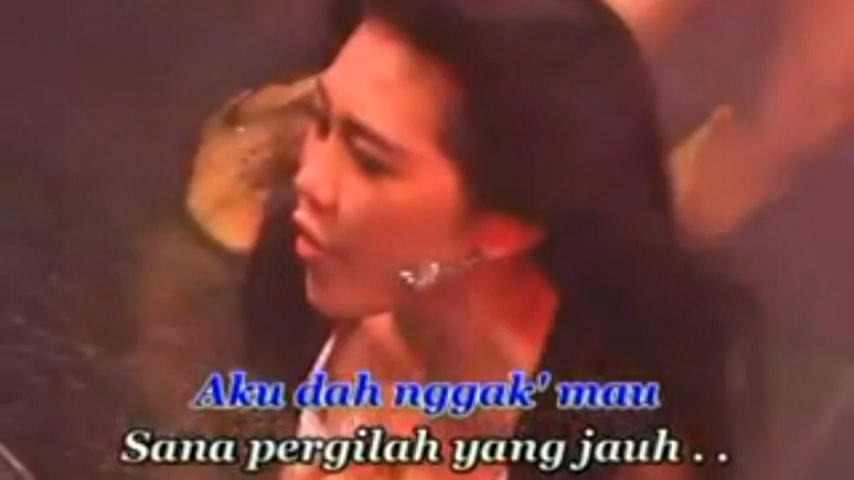 Aku dah nggak' mau
Sana pergilah yang jauh . .